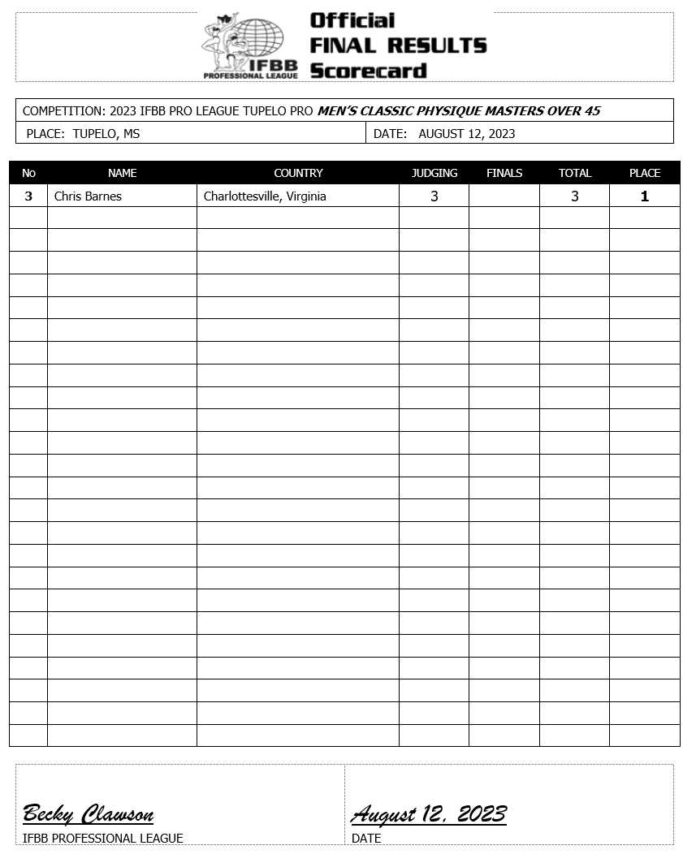 Official
FINAL RESULTS
Scorecard
IFBB
PROFESSIONAL LEAGUE
COMPETITION: 2023 IFBB PRO LEAGUE TUPELO PRO MEN'S CLASSIC PHYSIQUE MASTERS OVER 45
PLACE: TUPELO, MS DATE: AUGUST 12, 2023
No NAME COUNTRY JUDGING FINALS TOTAL PLACE
3 Chris Barnes Charlottesville, Virginia 3 3 1
Becky Clawson August 12, 2023
IFBB PROFESSIONAL LEAGUE DATE